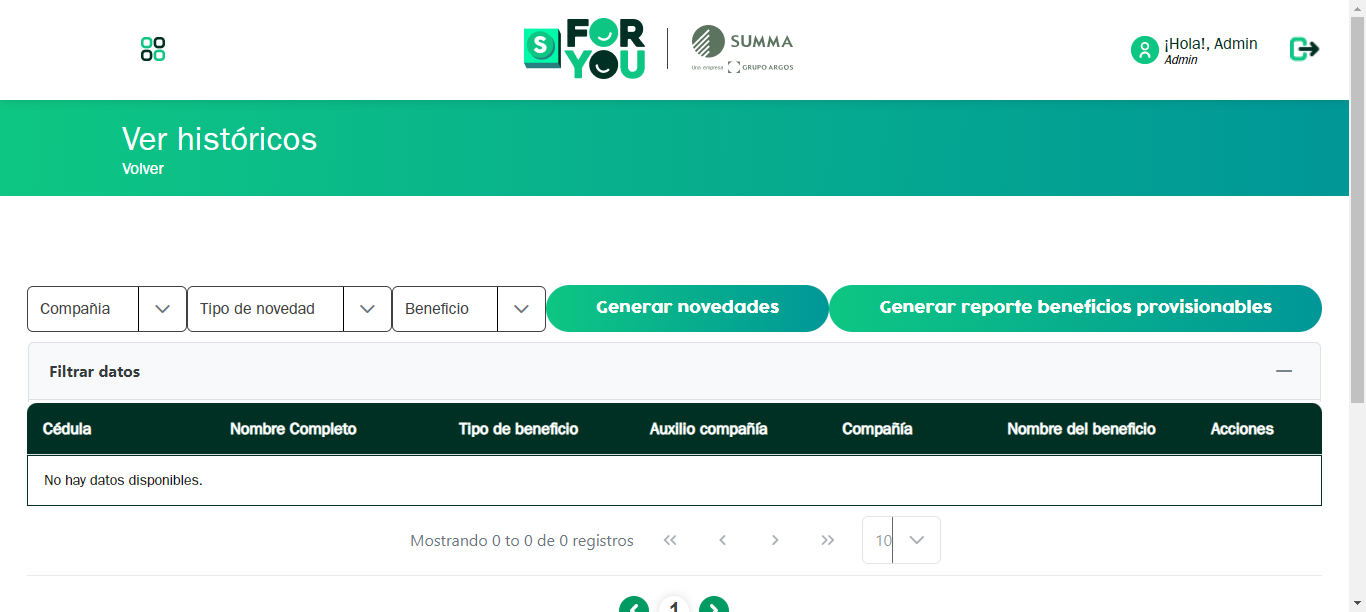 S FOR YOU
SUMMA
Una empresa GRUPO ARGOS
¡Hola!, Admin
Admin
Ver históricos
Volver
Compañia Tipo de novedad Beneficio Generar novedades Generar reporte beneficios provisionables
Filtrar datos
Cédula Nombre Completo Tipo de beneficio Auxilio compañía Compañía Nombre del beneficio Acciones
No hay datos disponibles.
Mostrando 0 to 0 de 0 registros 10
1